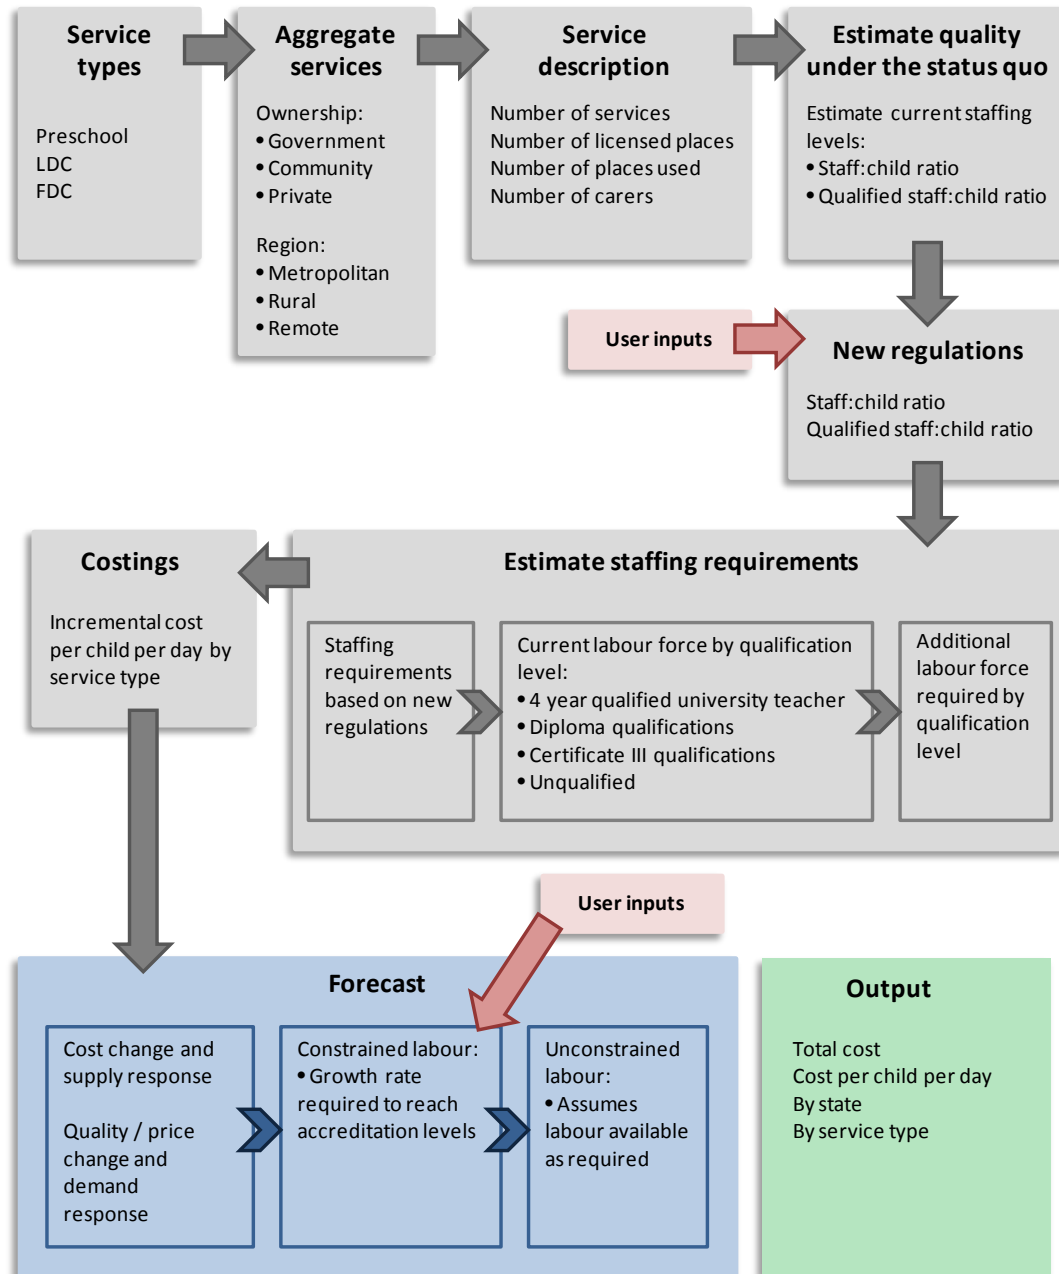 Service
types
Preschool
LDC
FDC
Aggregate
services
Ownership:
• Government
• Community
• Private
Region:
• Metropolitan
• Rural
• Remote
Service
description
Number of services
Number of licensed places
Number of places used
Number of carers
Estimate quality
under the status quo
Estimate current staffing
levels:
• Staff:child ratio
• Qualified staff:child ratio
User inputs
New regulations
Staff:child ratio
Qualified staff:child ratio
Costings
Incremental cost
per child per day by
service type
Estimate staffing requirements
Staffing
requirements
based on new
regulations
Current labour force by qualification
level:
• 4 year qualified university teacher
• Diploma qualifications
• Certificate III qualifications
• Unqualified
Additional
labour force
required by
qualification
level
User inputs
Forecast
Cost change and
supply response
Quality / price
change and
demand
response
Constrained labour:
• Growth rate
required to reach
accreditation levels
Unconstrained
labour:
• Assumes
labour available
as required
Output
Total cost
Cost per child per day
By state
By service type